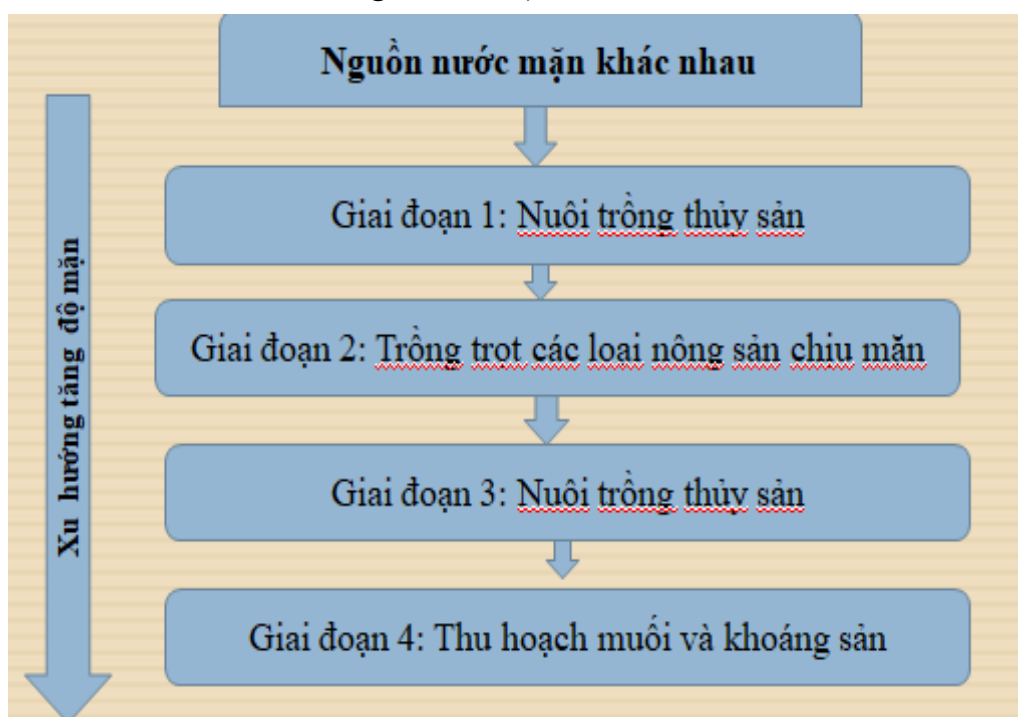 Nguồn nước mặn khác nhau
Giai đoạn 1: Nuôi trồng thủy sản
Giai đoạn 2: Trồng trọt các loại nông sản chịu mặn
Giai đoạn 3: Nuôi trồng thủy sản
Giai đoạn 4: Thu hoạch muối và khoáng sản
Xu hướng tăng độ mặn